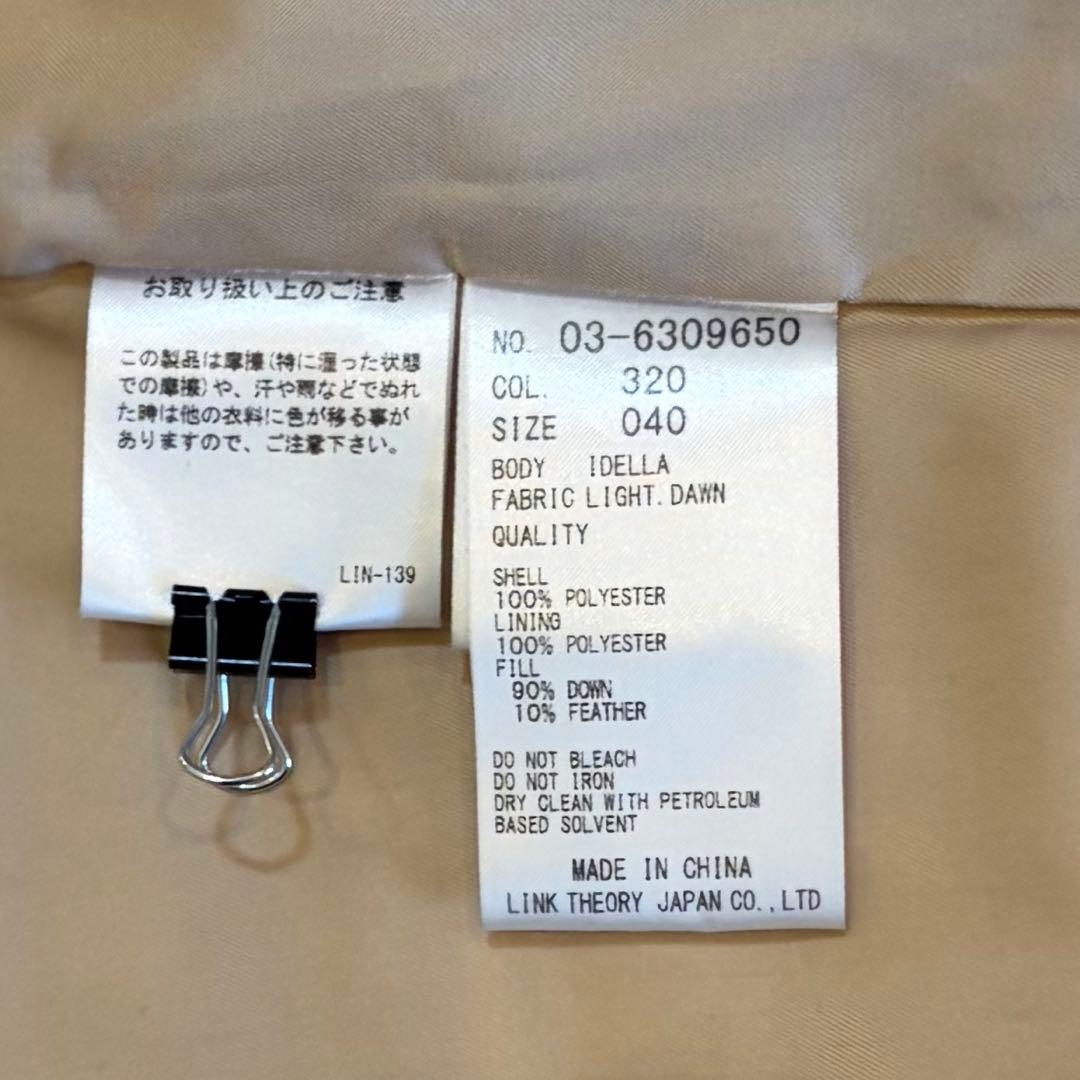 お取り扱い上のご注意
この製品は摩擦(特に湿った状態
での摩擦)や、汗や雨などでぬれ
た時は他の衣料に色が移る事が
ありますので、ご注意下さい。
LIN-139
NO. 03-6309650
COL. 320
SIZE 040
BODY IDELLA
FABRIC LIGHT.DAWN
QUALITY
SHELL
100% POLYESTER
LINING
100% POLYESTER
FILL
90% DOWN
10% FEATHER
DO NOT BLEACH
DO NOT IRON
DRY CLEAN WITH PETROLEUM
BASED SOLVENT
MADE IN CHINA
LINK THEORY JAPAN CO.,LTD